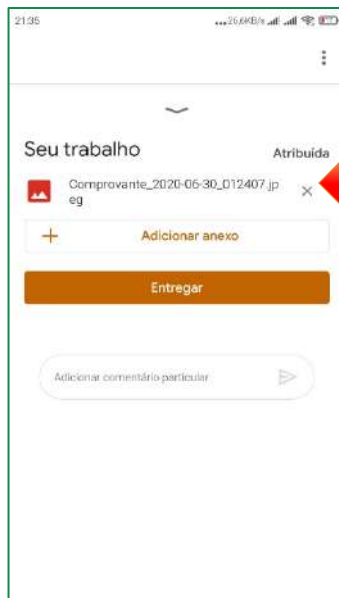 21:35
...26,6KB/s
Seu trabalho
Atribuída
Comprovante_2020-06-30_012407.jp
eg
Adicionar anexo
Entregar
Adicionar comentário particular